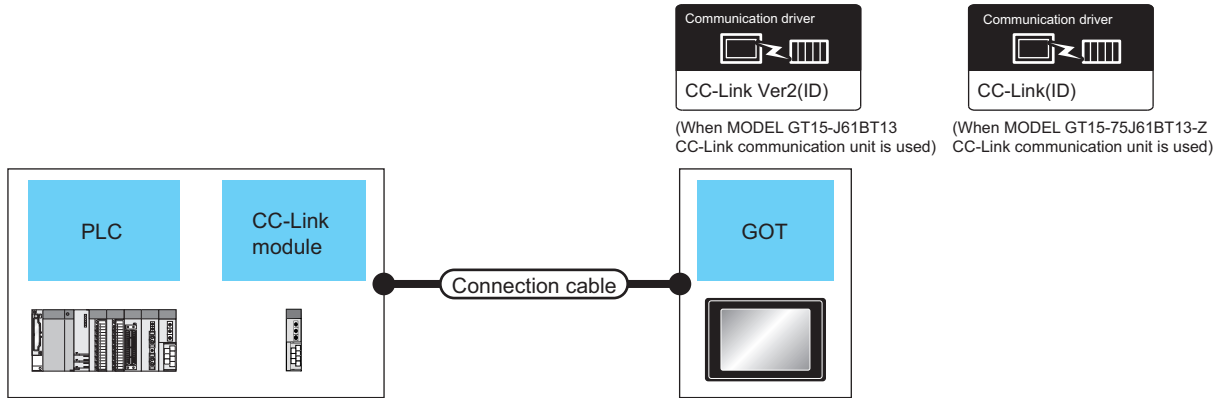 Communication driver
CC-Link Ver2(ID)
(When MODEL GT15-J61BT13
CC-Link communication unit is used)
Communication driver
CC-Link(ID)
(When MODEL GT15-75J61BT13-Z
CC-Link communication unit is used)
PLC
CC-Link
module
Connection cable
GOT